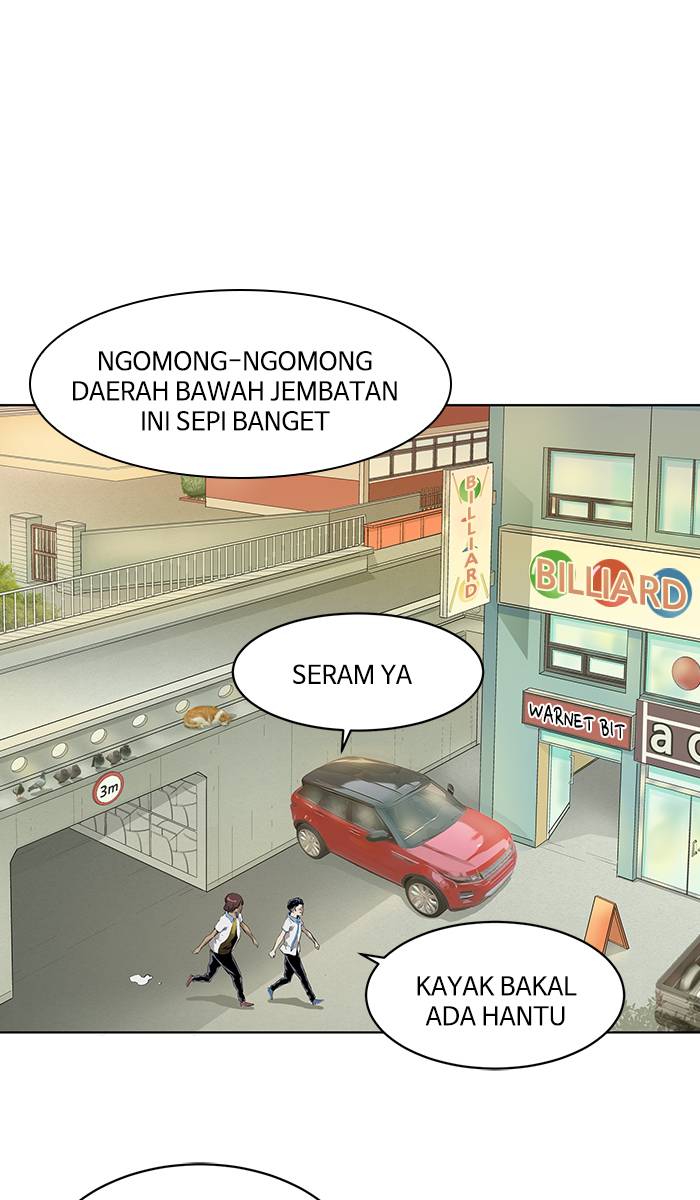 NGOMONG-NGOMONG
DAERAH BAWAH JEMBATAN
INI SEPI BANGET
BILLIARD
BILLIARD
SERAM YA
WARNET BIT
ac
3m
KAYAK BAKAL
ADA HANTU